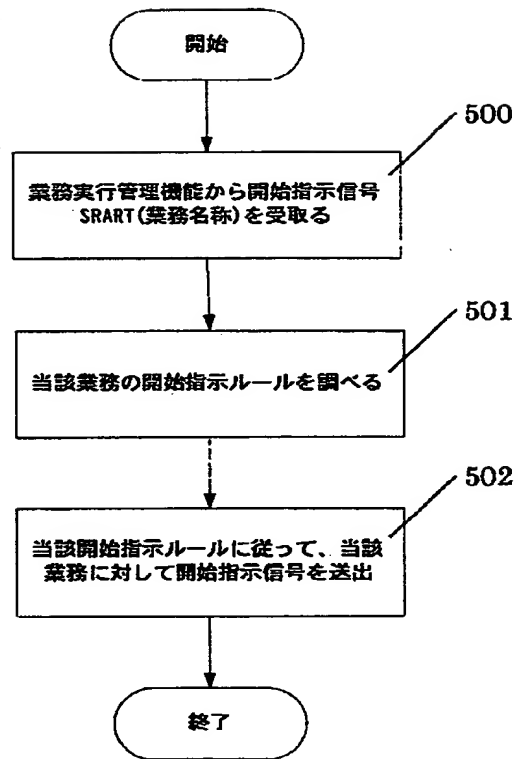 開始
500
業務実行管理機能から開始指示信号
SRART(業務名称)を受取る
501
当該業務の開始指示ルールを調べる
502
当該開始指示ルールに従って、当該
業務に対して開始指示信号を送出
終了